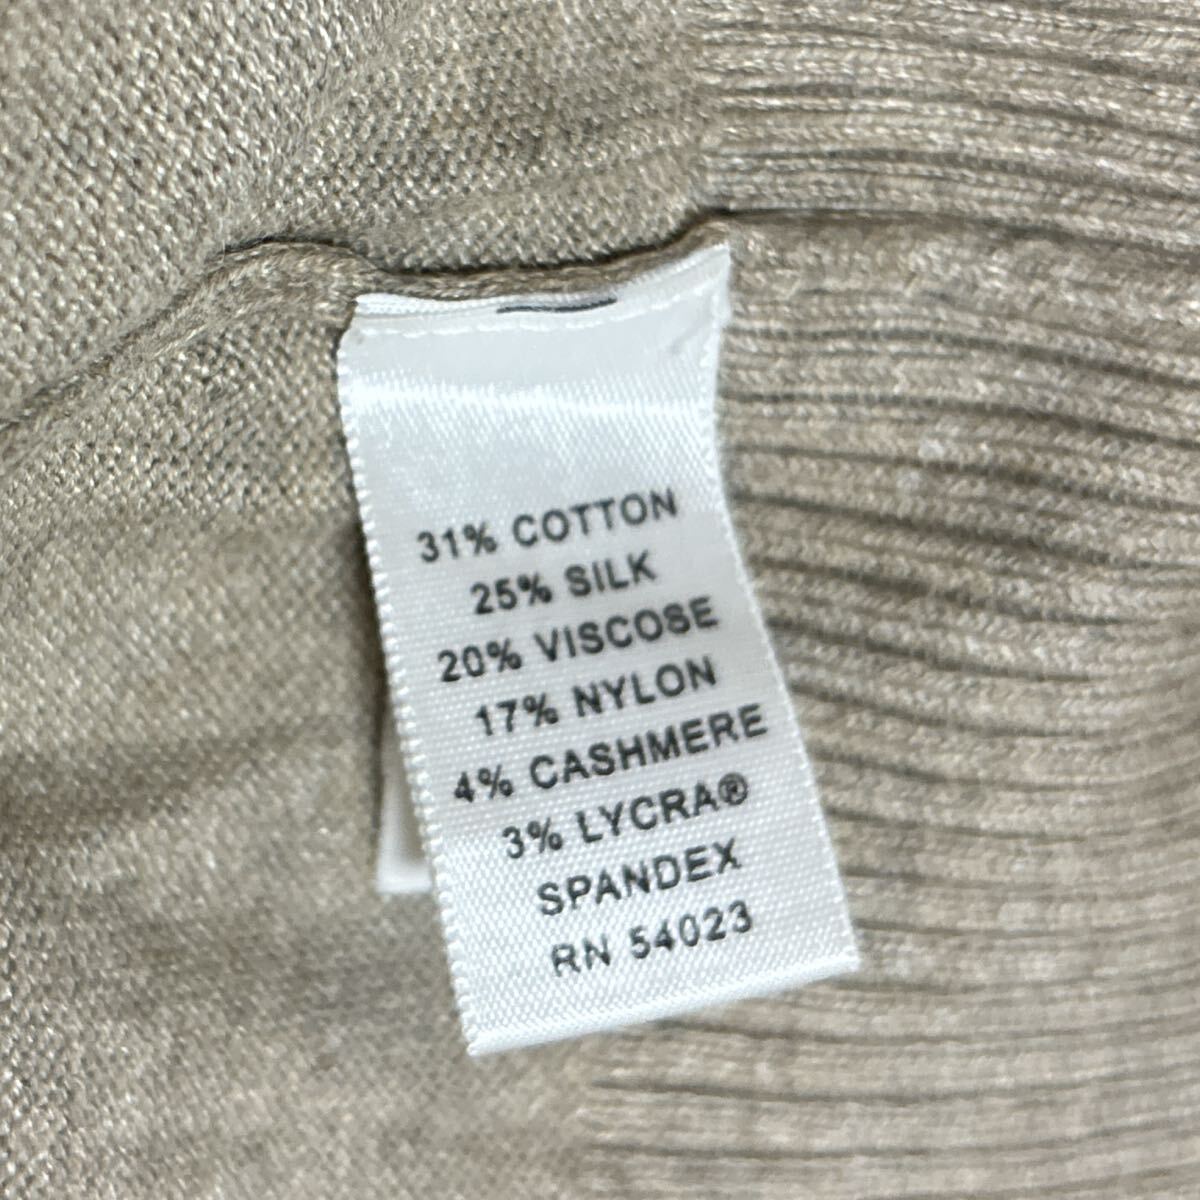 31% COTTON
25% SILK
20% VISCOSE
17% NYLON
4% CASHMERE
3% LYCRA®
SPANDEX
RN 54023